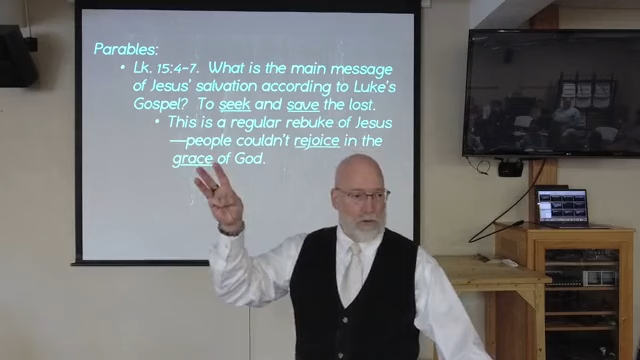 Parables:
• Lk. 15:4-7. What is the main message
of Jesus' salvation according to Luke's
Gospel? To seek and save the lost.
• This is a regular rebuke of Jesus
—people couldn't rejoice in the
grace of God.